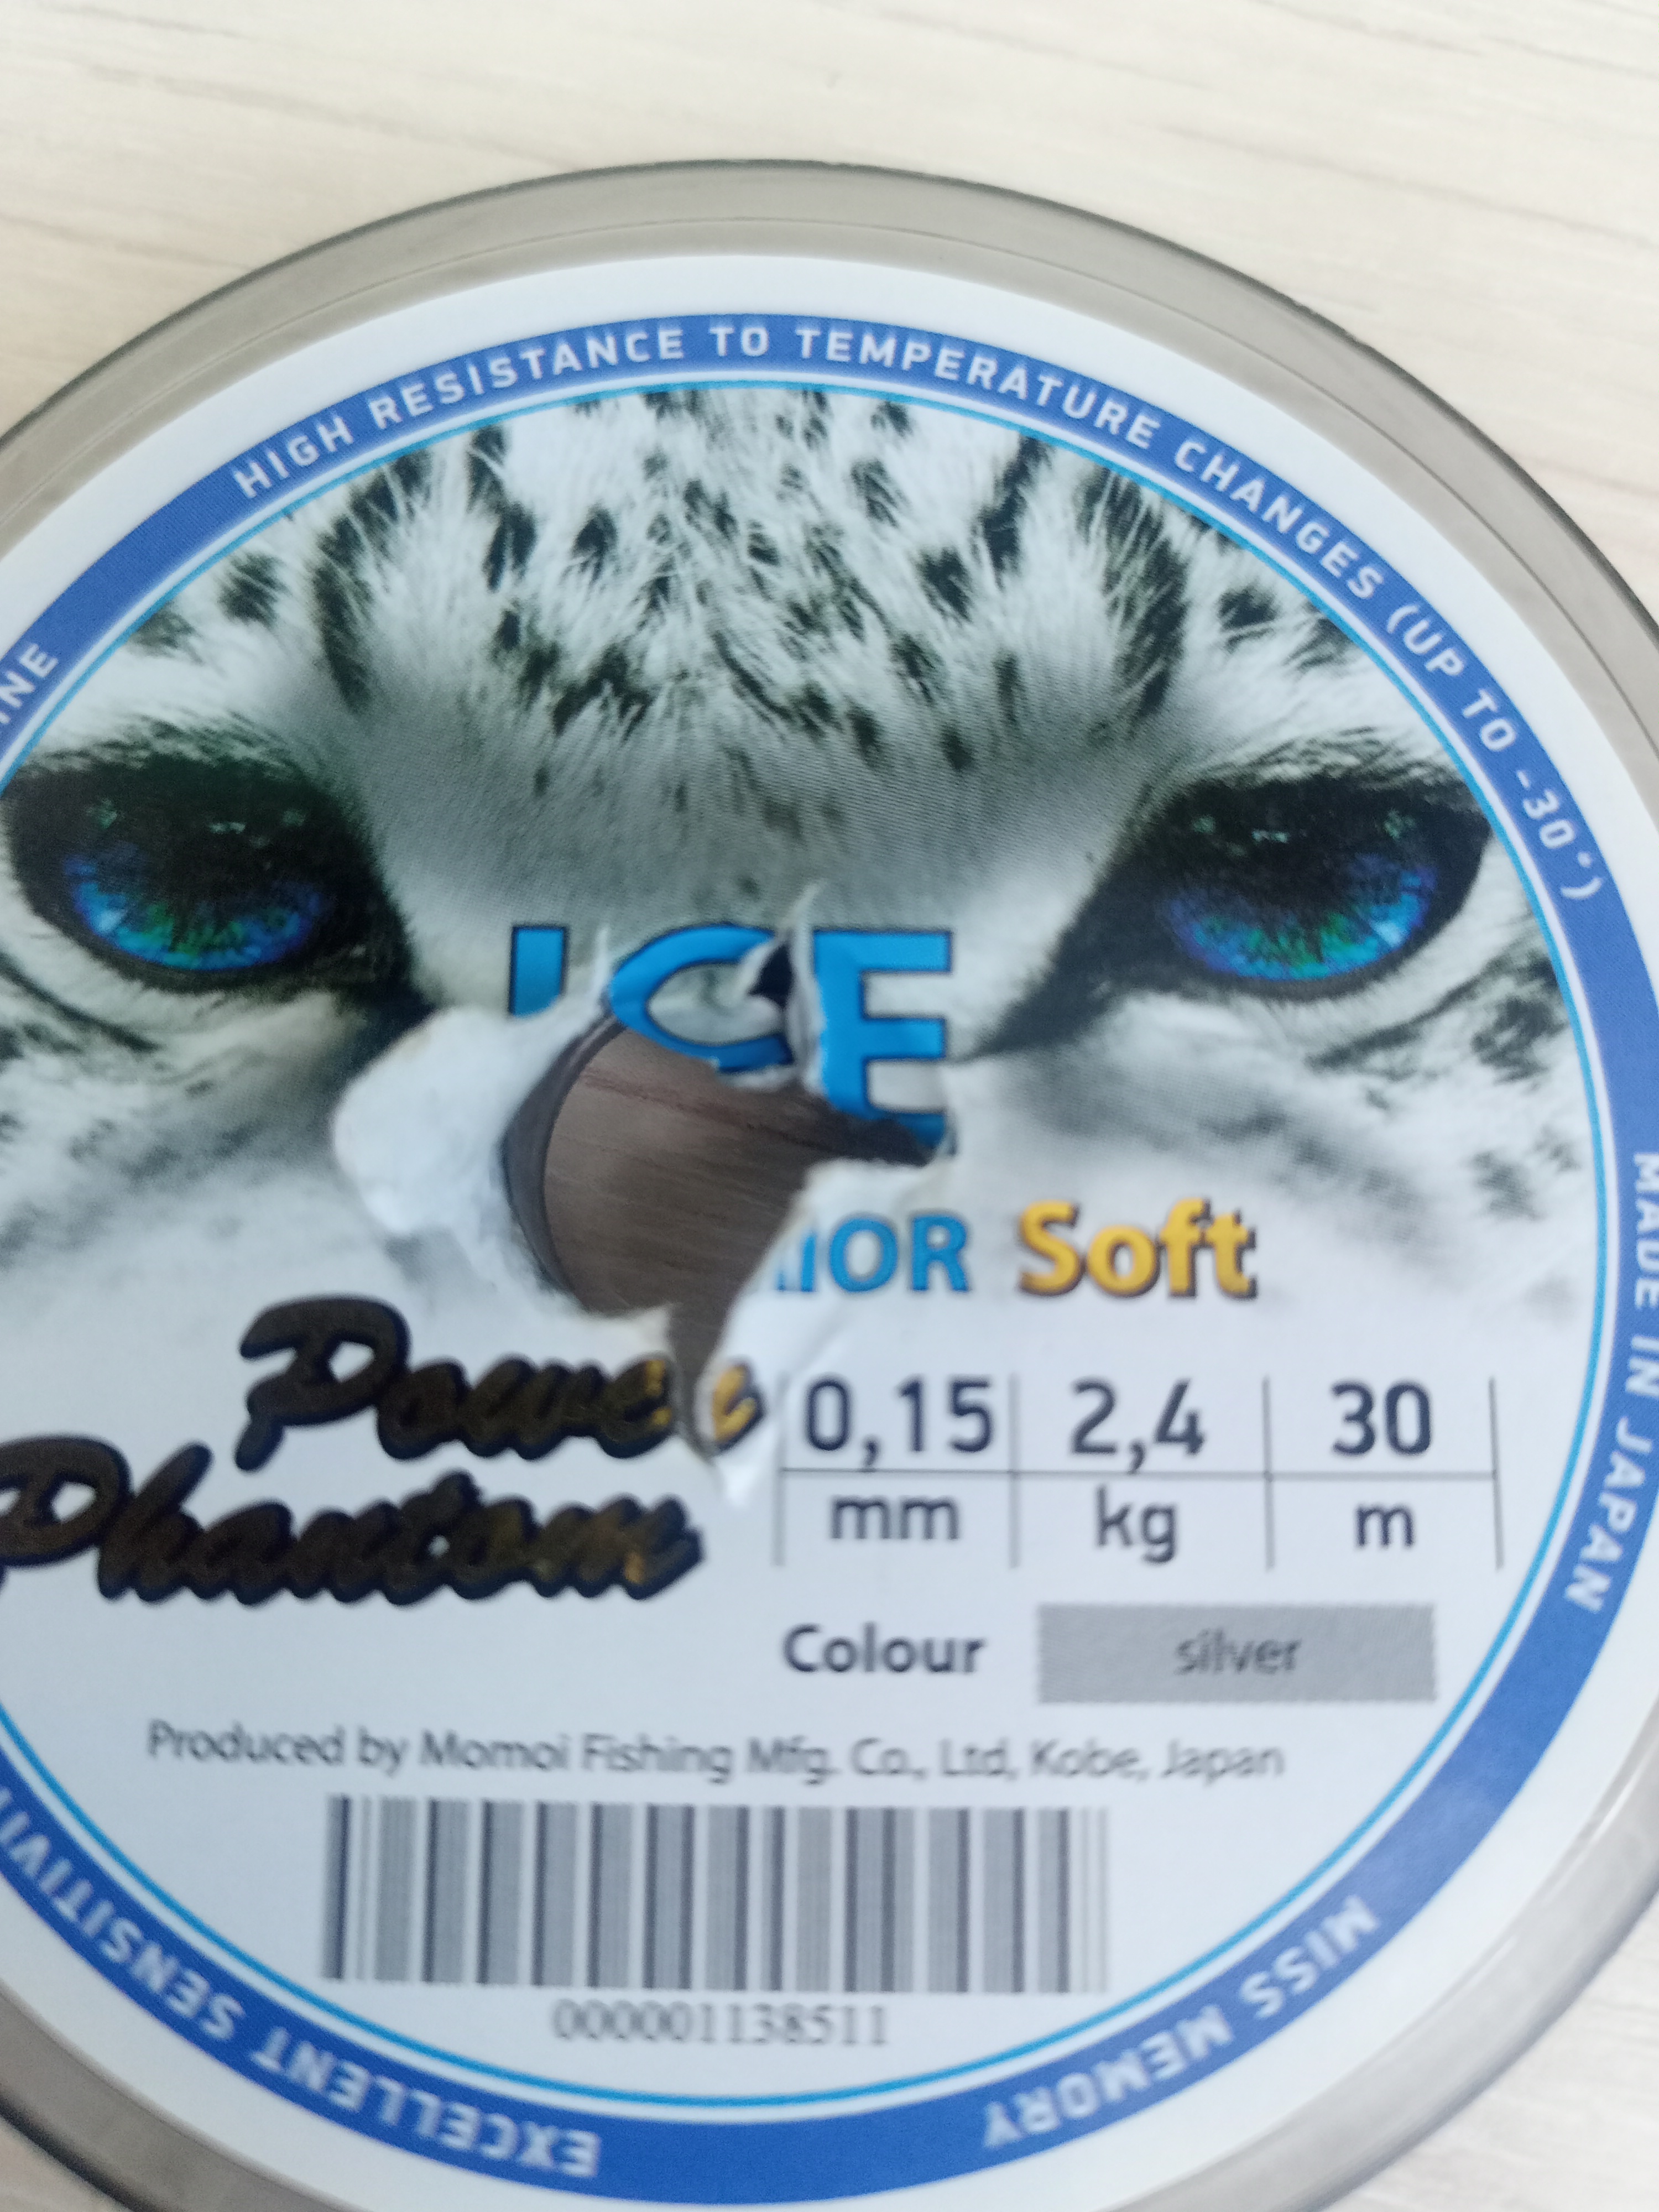 HIGH RESISTANCE TO TEMPERATURE CHANGES (UP TO -30°)
MADE IN JAPAN
ICE
Soft
Power
Phantom
0,15 2,4 30
mm kg m
Colour silver
Produced by Momoi Fishing Mfg. Co., Ltd, Kobe, Japan
000001138511
MISS MEMORY
EXCELLENT